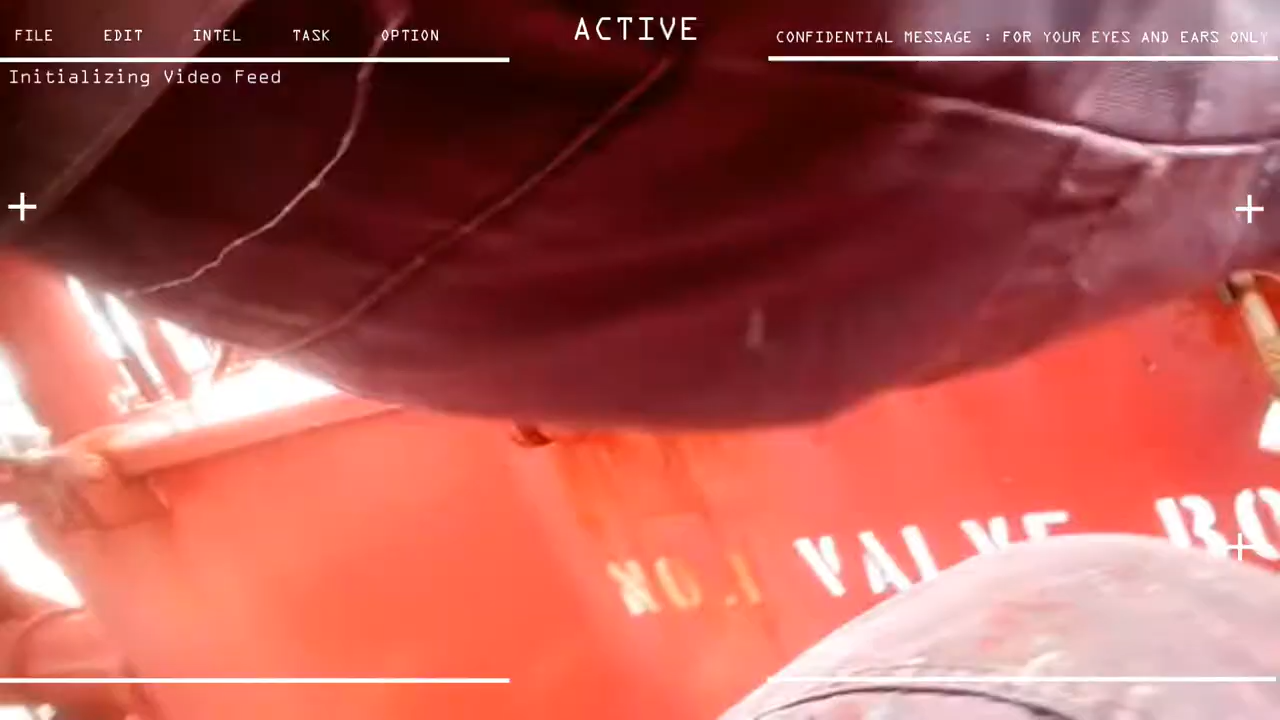 FILE EDIT INTEL TASK OPTION
ACTIVE
CONFIDENTIAL MESSAGE : FOR YOUR EYES AND EARS ONLY
Initializing Video Feed
NO.1 VALVE BO